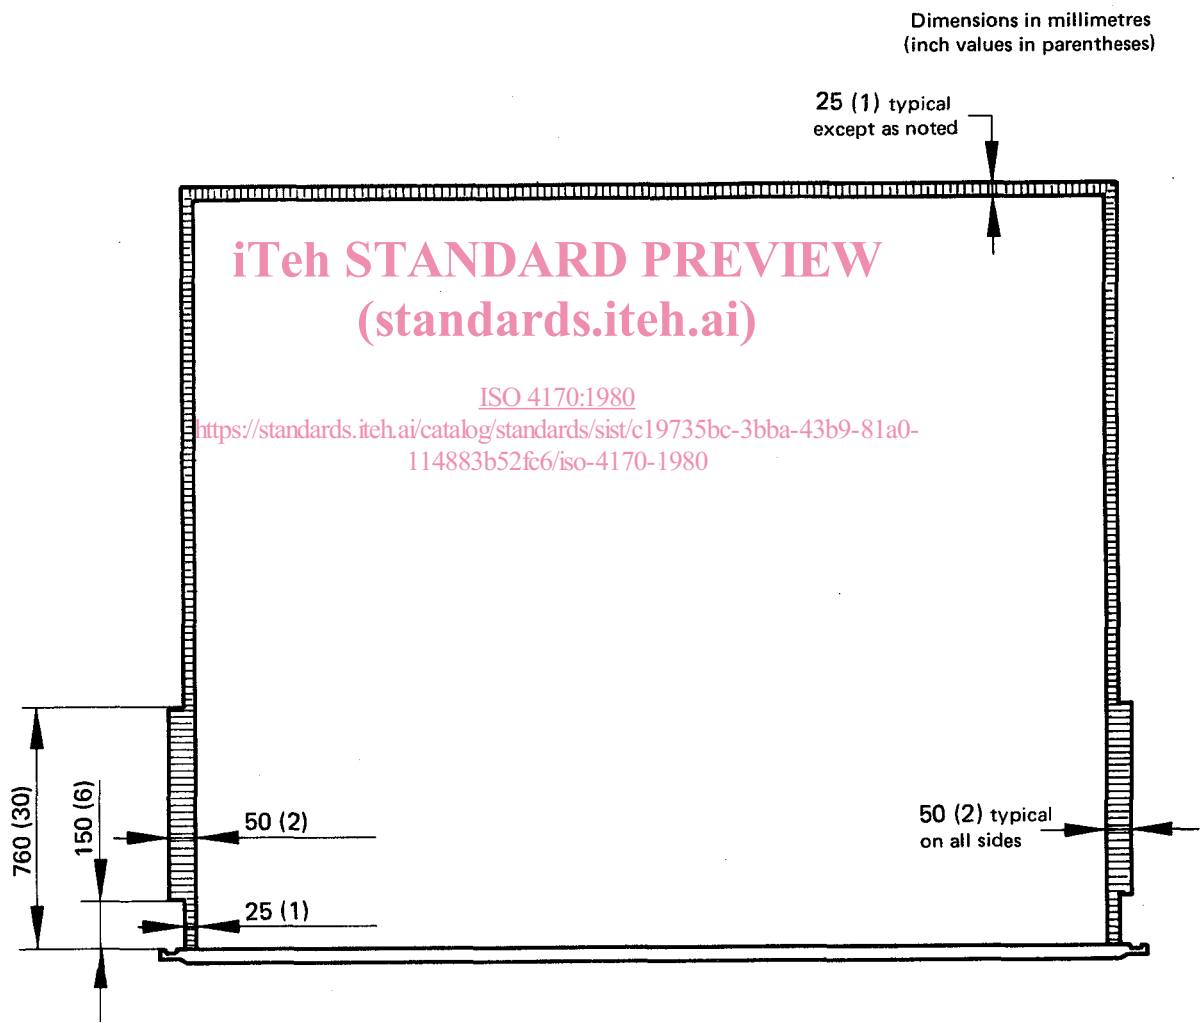 Dimensions in millimetres
(inch values in parentheses)
25 (1) typical
except as noted
iTeh STANDARD PREVIEW
(standards.iteh.ai)
ISO 4170:1980
https://standards.iteh.ai/catalog/standards/sist/c19735bc-3bba-43b9-81a0-
114883b52fc6/iso-4170-1980
760 (30)
150 (6)
50 (2)
50 (2) typical
on all sides
25 (1)